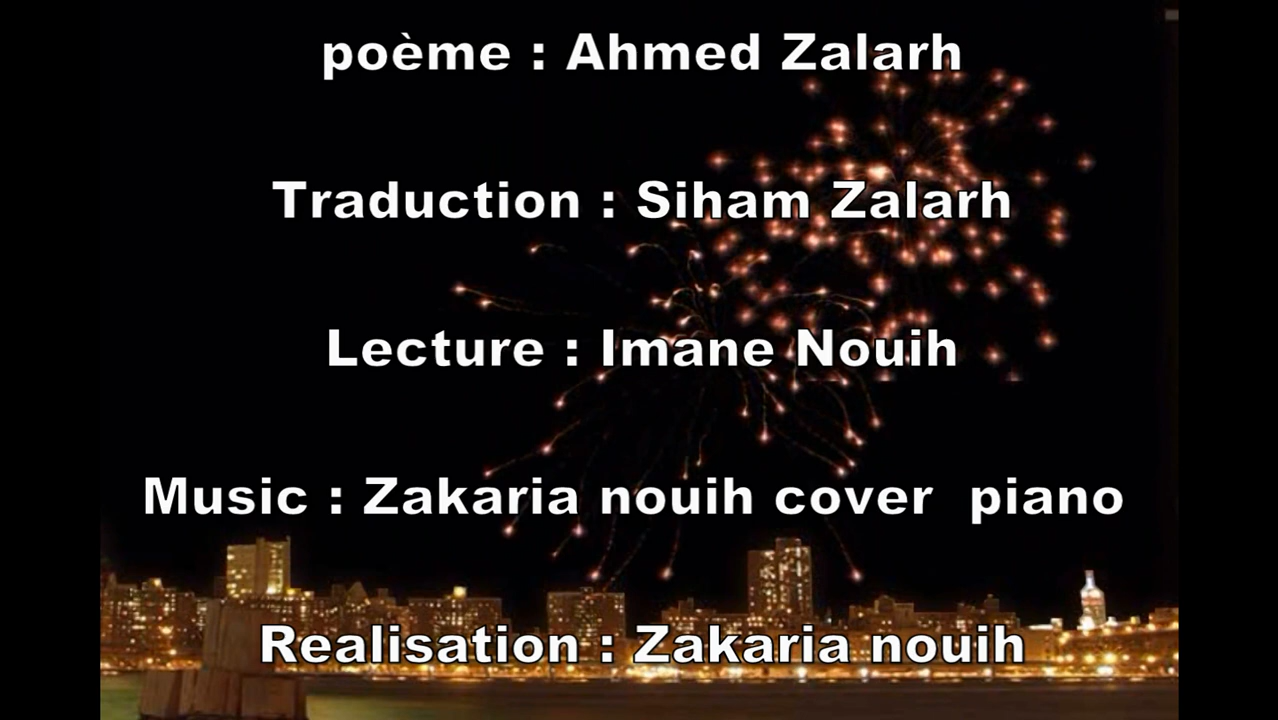 poème : Ahmed Zalarh
Traduction : Siham Zalarh
Lecture : Imane Nouih
Music : Zakaria nouih cover  piano
Realisation : Zakaria nouih